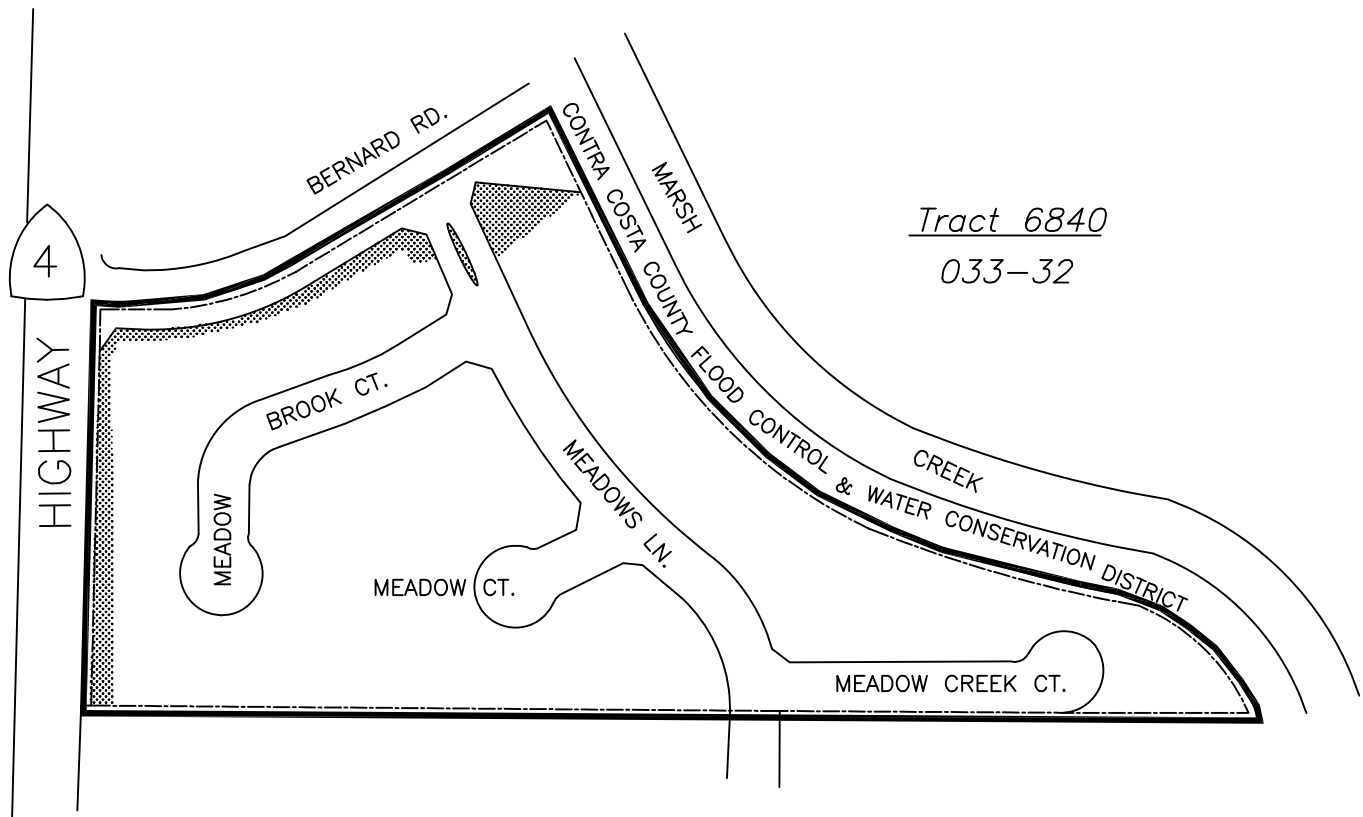 BERNARD RD.
CONTRA COSTA COUNTY FLOOD CONTROL & WATER CONSERVATION DISTRICT
MARSH CREEK
Tract 6840
033-32
4
HIGHWAY
BROOK CT.
MEADOW
MEADOWS LN.
MEADOW CT.
MEADOW CREEK CT.